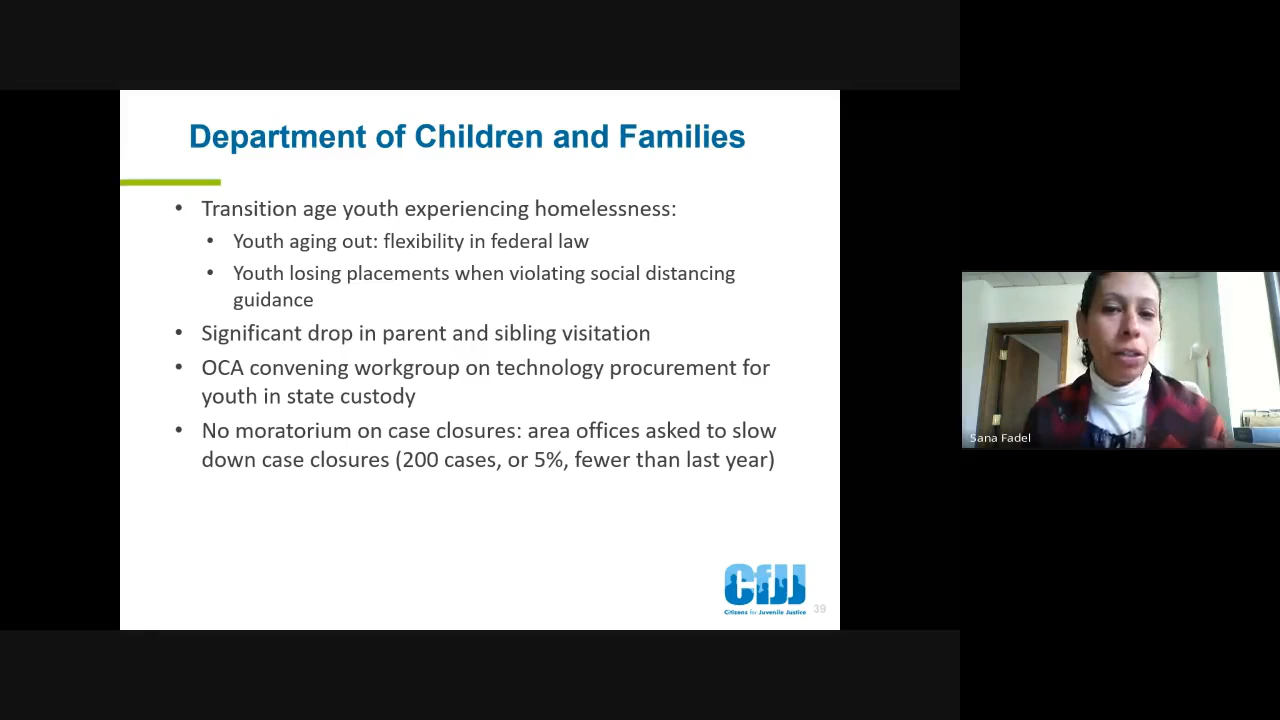 Department of Children and Families
• Transition age youth experiencing homelessness:
• Youth aging out: flexibility in federal law
• Youth losing placements when violating social distancing
guidance
• Significant drop in parent and sibling visitation
• OCA convening workgroup on technology procurement for
youth in state custody
• No moratorium on case closures: area offices asked to slow
down case closures (200 cases, or 5%, fewer than last year)
CfJJ
Citizens for Juvenile Justice
39
Sana Fadel